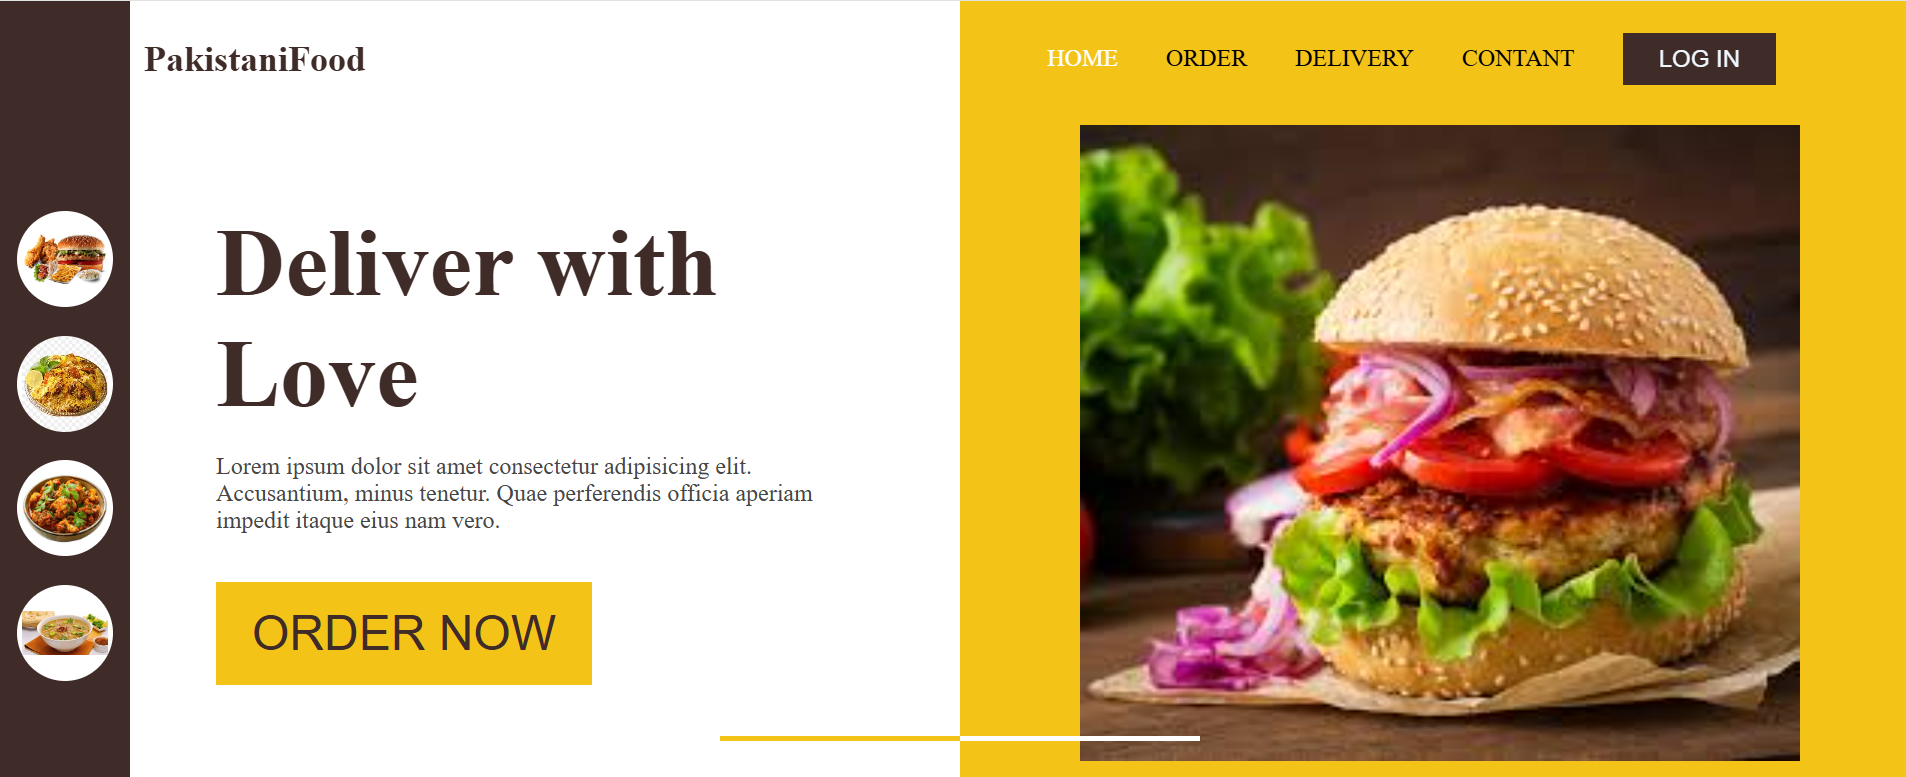 PakistaniFood
HOME
ORDER
DELIVERY
CONTANT
LOG IN
Deliver with
Love
Lorem ipsum dolor sit amet consectetur adipisicing elit.
Accusantium, minus tenetur. Quae perferendis officia aperiam
impedit itaque eius nam vero.
ORDER NOW